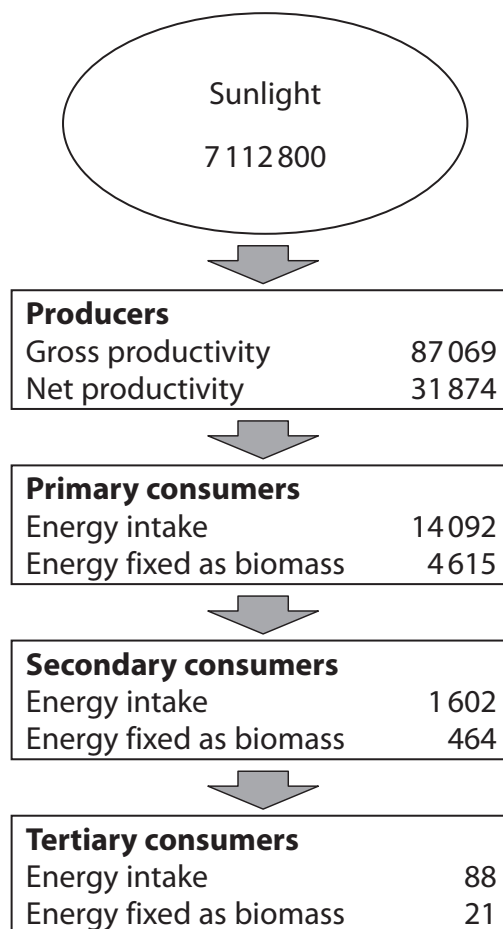 Sunlight
7 112 800
Producers
Gross productivity 87 069
Net productivity 31 874
Primary consumers
Energy intake 14 092
Energy fixed as biomass 4 615
Secondary consumers
Energy intake 1 602
Energy fixed as biomass 464
Tertiary consumers
Energy intake 88
Energy fixed as biomass 21